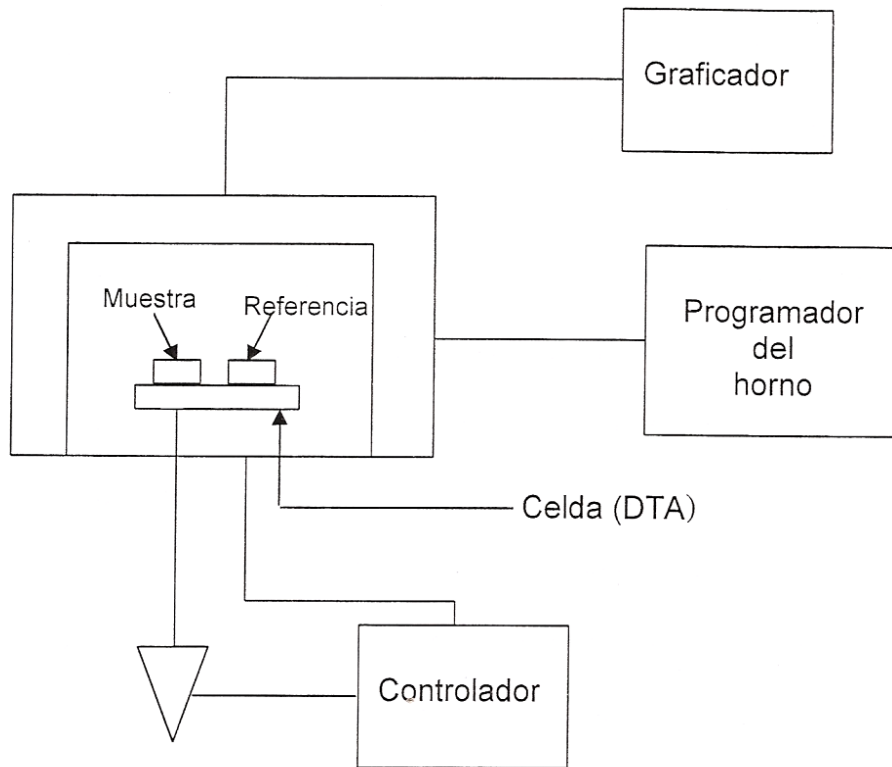 Graficador
Muestra
Referencia
Programador
del
horno
Celda (DTA)
Controlador